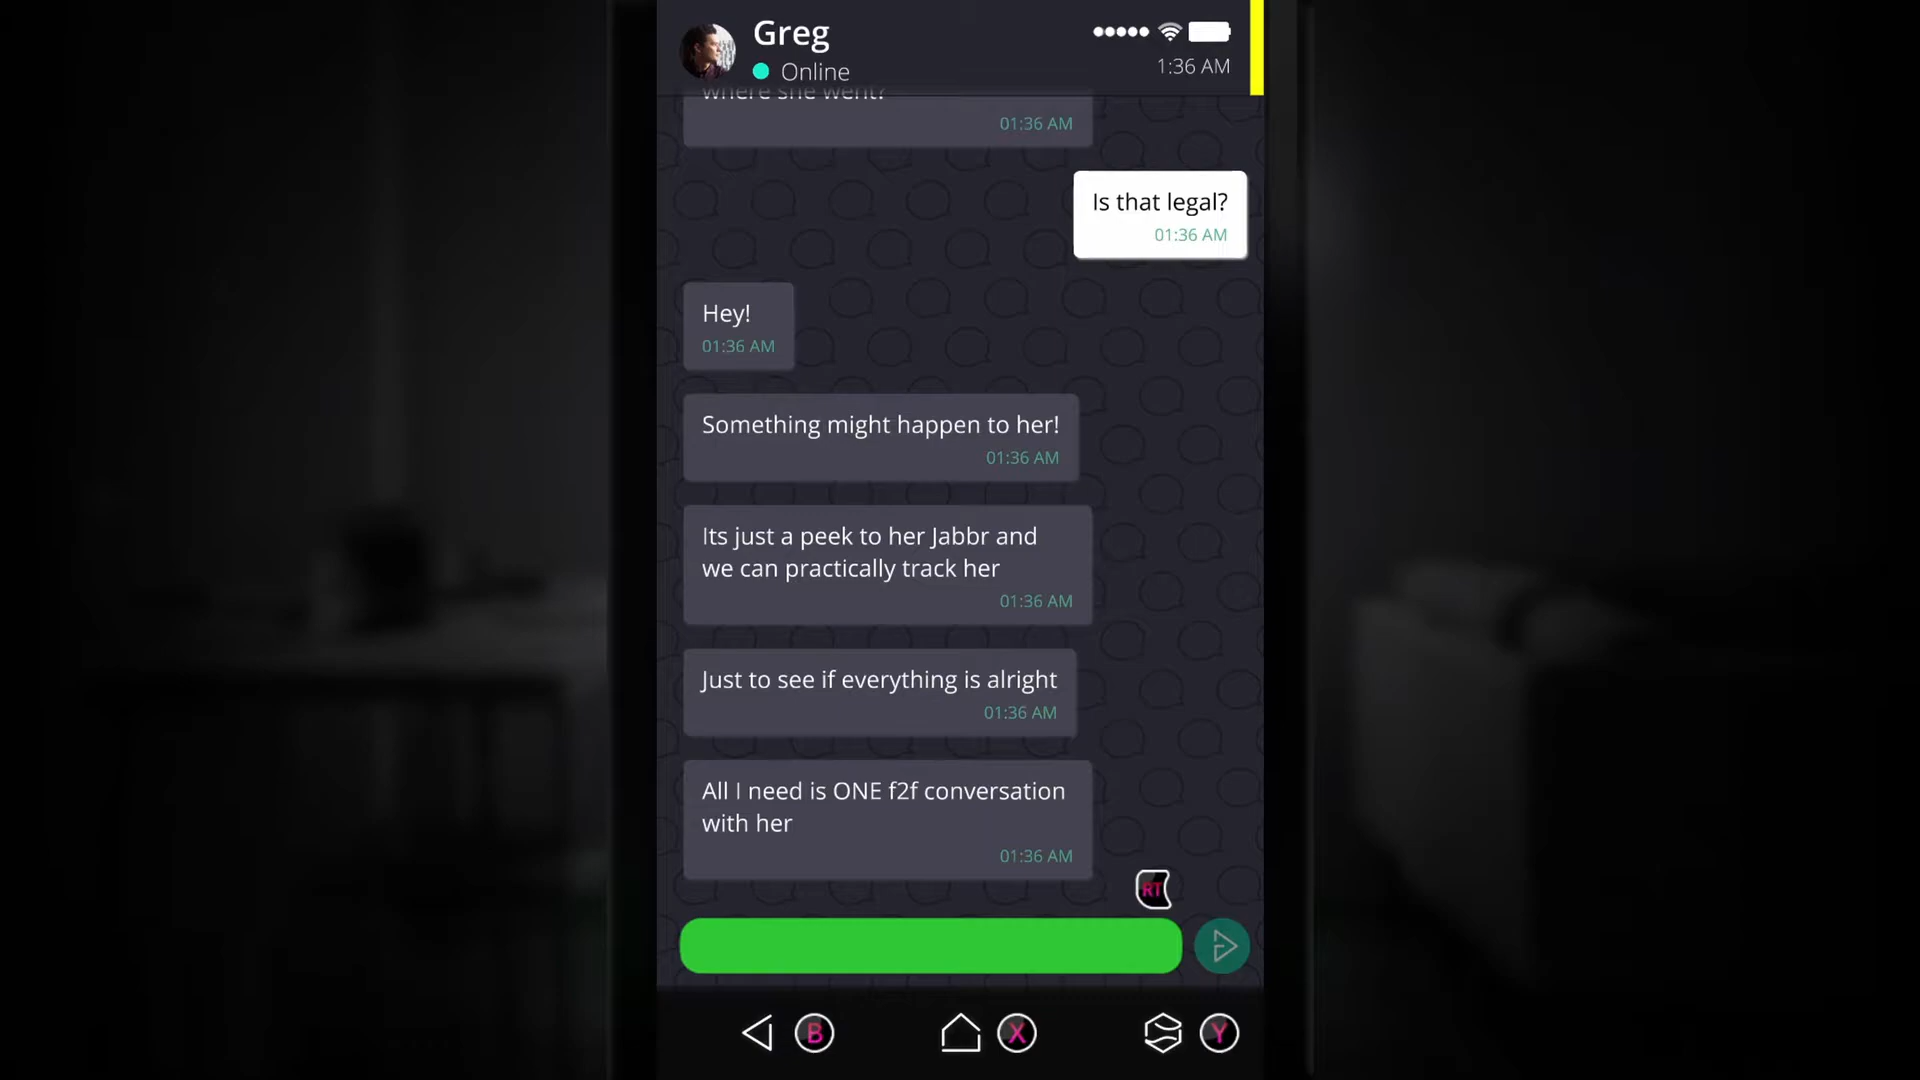 Greg
Online
1:36 AM
where she went?
01:36 AM
Is that legal?
01:36 AM
Hey!
01:36 AM
Something might happen to her!
01:36 AM
Its just a peek to her Jabbr and
we can practically track her
01:36 AM
Just to see if everything is alright
01:36 AM
All I need is ONE f2f conversation
with her
01:36 AM
RT
B
X
Y